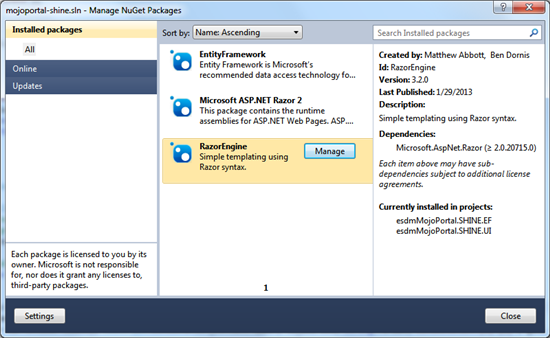 mojoportal-shine.sln - Manage NuGet Packages
Installed packages
All
Online
Updates
Each package is licensed to you by its
owner. Microsoft is not responsible
for, nor does it grant any licenses to,
third-party packages.
Sort by: Name: Ascending
EntityFramework
Entity Framework is Microsoft's
recommended data access technology fo...
Microsoft ASP.NET Razor 2
This package contains the runtime
assemblies for ASP.NET Web Pages. ASP....
RazorEngine
Simple templating using
Razor syntax.
Manage
1
Search Installed packages
Created by: Matthew Abbott, Ben Dornis
Id: RazorEngine
Version: 3.2.0
Last Published: 1/29/2013
Description:
Simple templating using Razor syntax.
Dependencies:
Microsoft.AspNet.Razor (≥ 2.0.20715.0)
Each item above may have sub-
dependencies subject to additional license
agreements.
Currently installed in projects:
esdmMojoPortal.SHINE.EF
esdmMojoPortal.SHINE.UI
Settings
Close